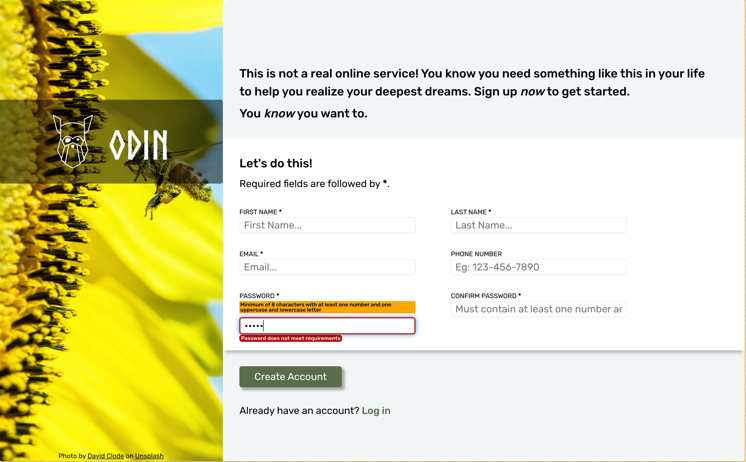 This is not a real online service! You know you need something like this in your life
to help you realize your deepest dreams. Sign up now to get started.
You know you want to.
ODIN
Let's do this!
Required fields are followed by *.
FIRST NAME *
First Name...
LAST NAME *
Last Name...
EMAIL *
Email...
PHONE NUMBER
Eg: 123-456-7890
PASSWORD *
Minimum of 8 charachters with at least one number and one
uppercase and lowercase letter
•••••
Password does not meet requirements
CONFIRM PASSWORD *
Must contain at least one number ar
Create Account
Already have an account? Log in
Photo by David Clode on Unsplash